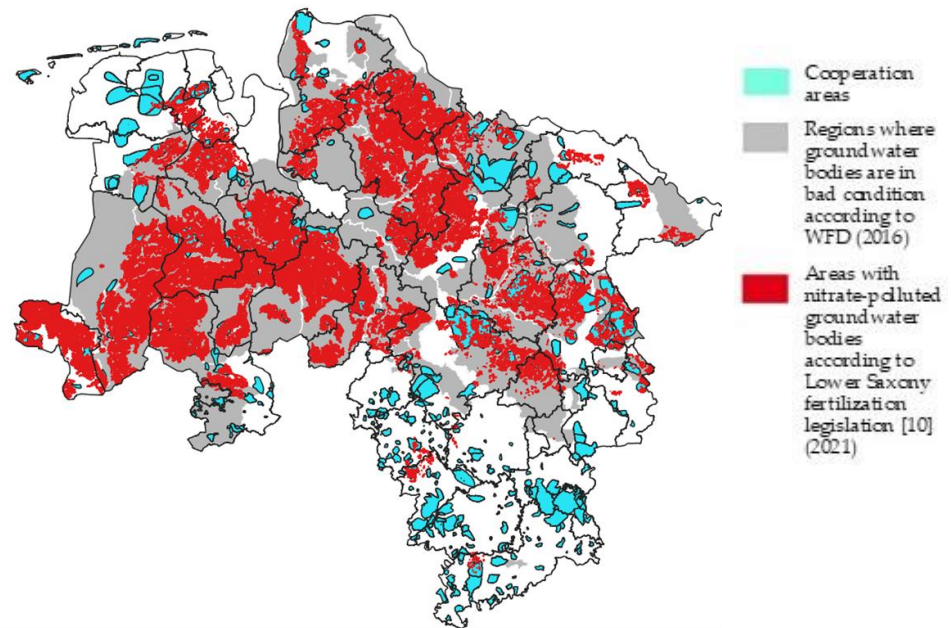 Cooperation
areas
Regions where
groundwater
bodies are in
bad condition
according to
WFD (2016)
Areas with
nitrate-polluted
groundwater
bodies
according to
Lower Saxony
fertilization
legislation [10]
(2021)